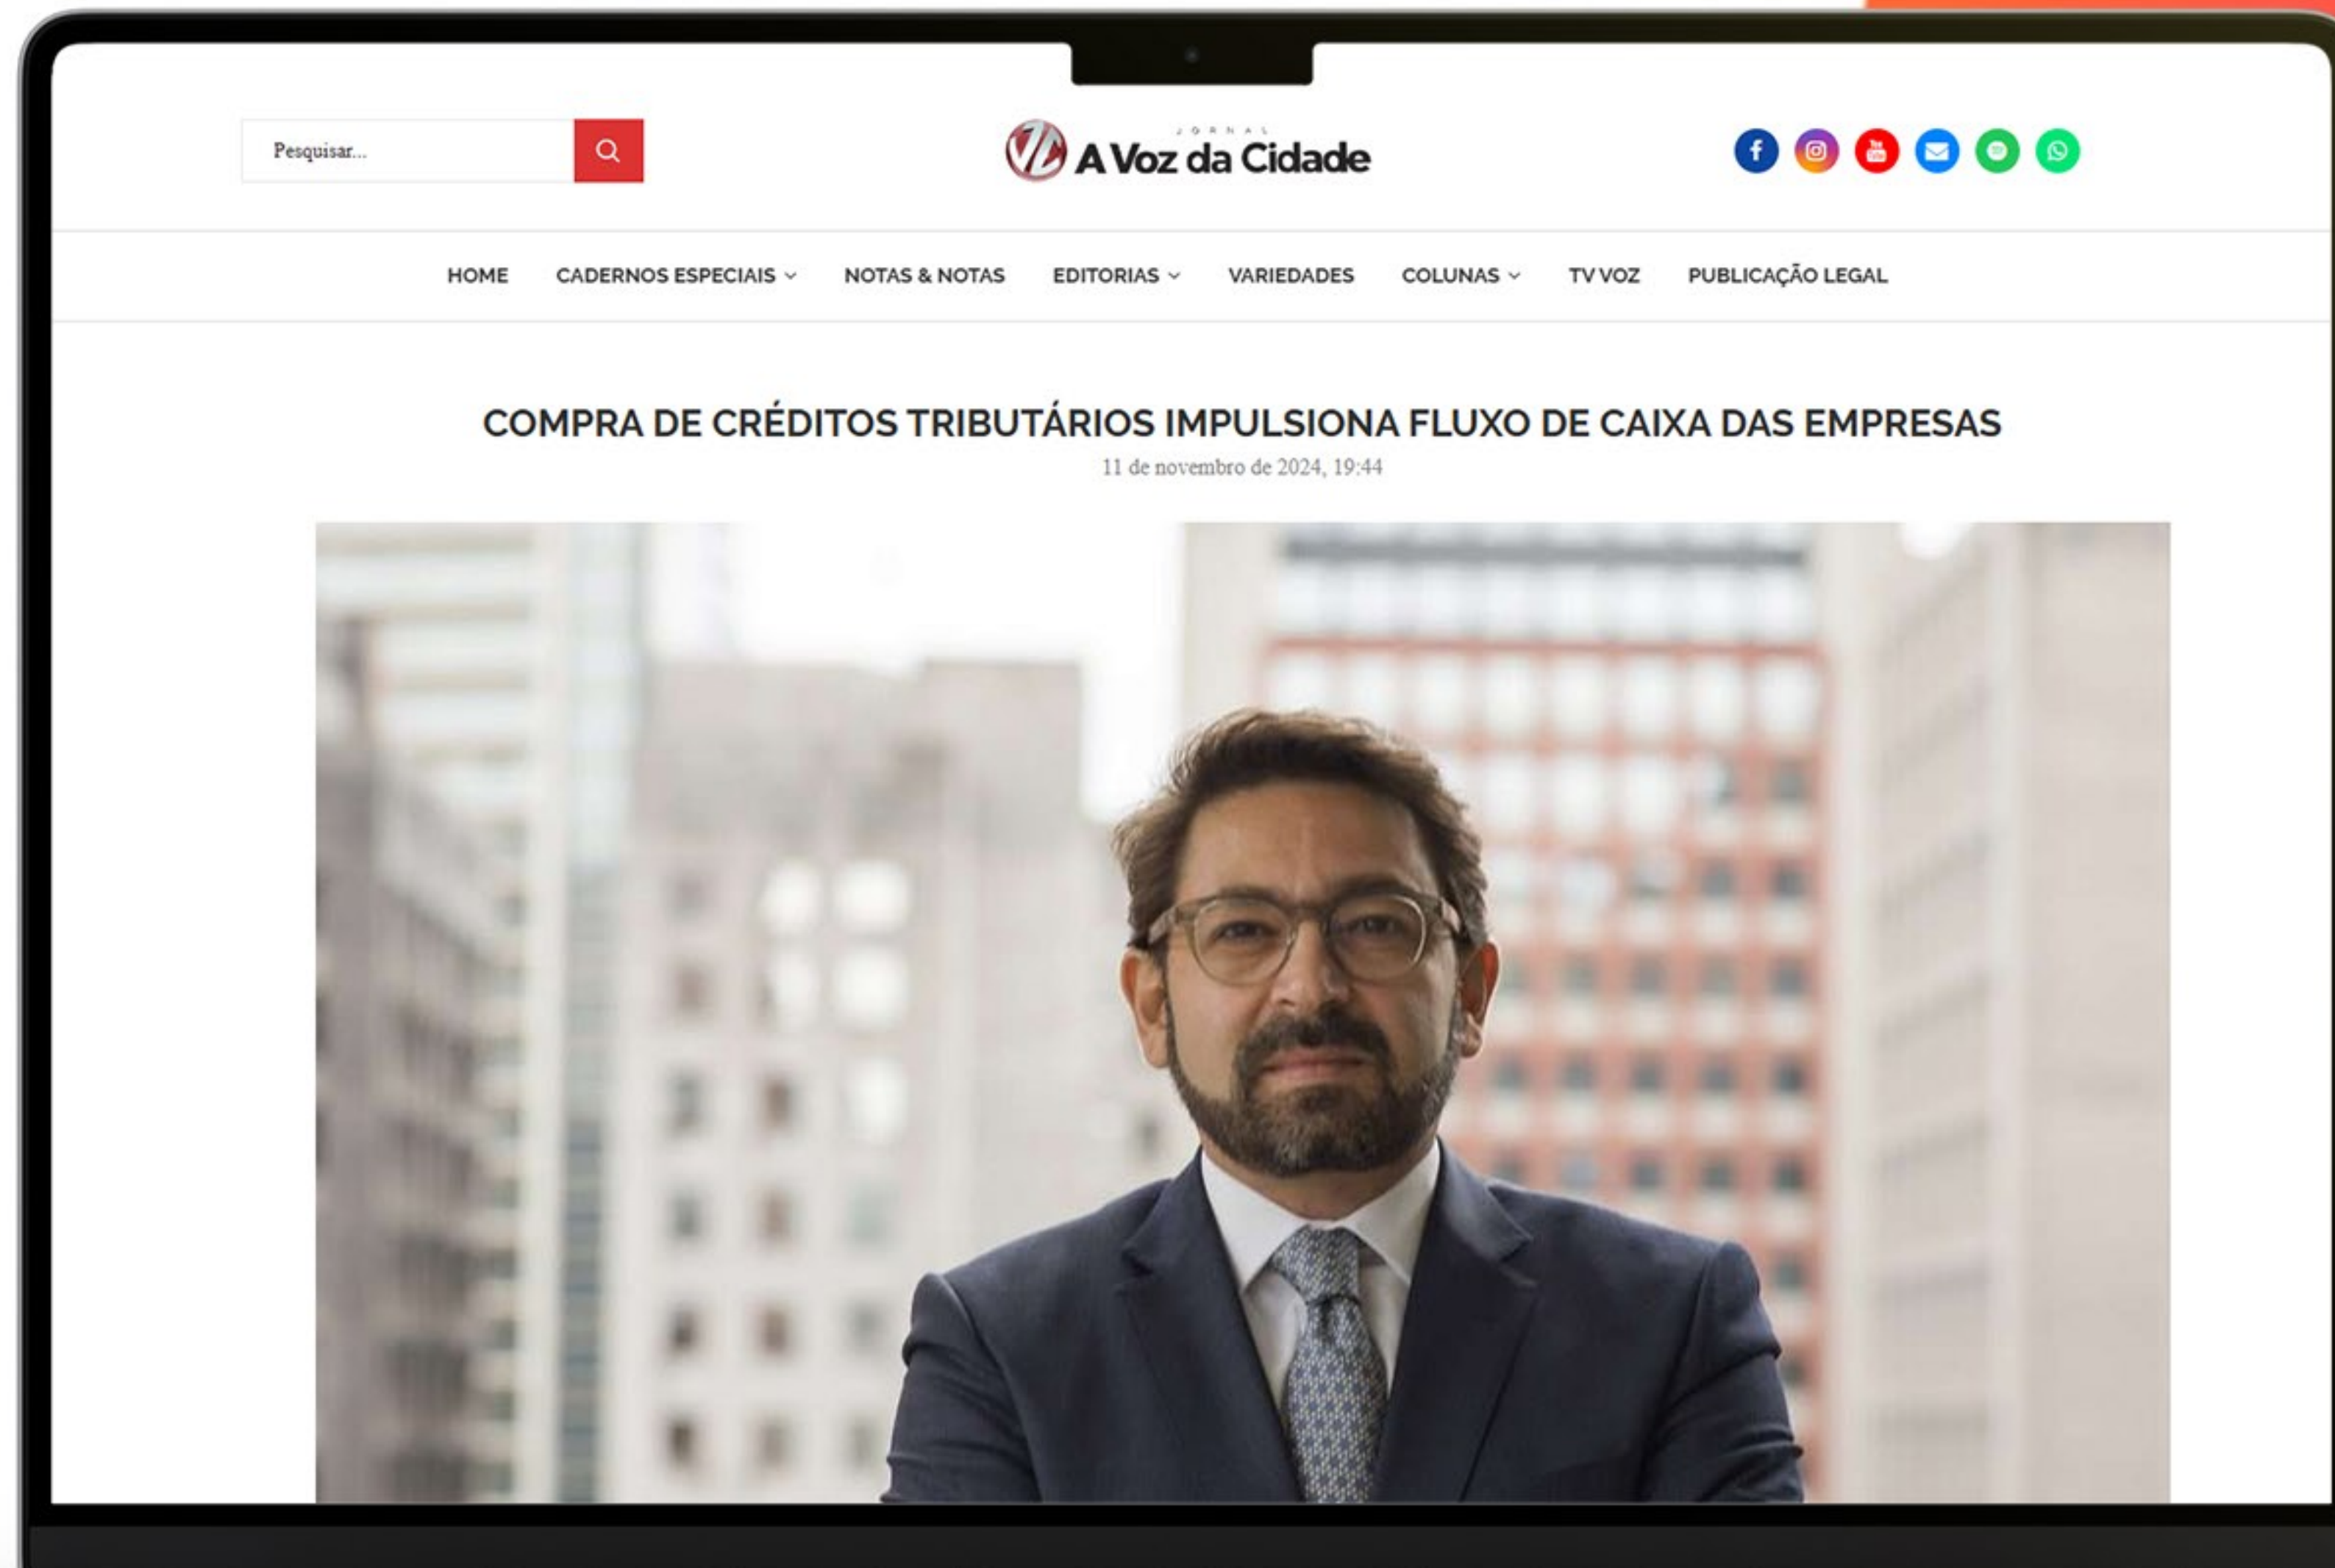 Pesquisar...
JORNAL
A Voz da Cidade
HOME CADERNOS ESPECIAIS NOTAS & NOTAS EDITORIAS VARIEDADES COLUNAS TV VOZ PUBLICAÇÃO LEGAL
COMPRA DE CRÉDITOS TRIBUTÁRIOS IMPULSIONA FLUXO DE CAIXA DAS EMPRESAS
11 de novembro de 2024, 19:44